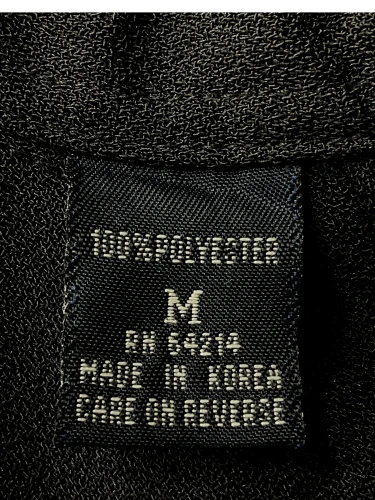 100% POLYESTER
M
RN 54214
MADE IN KOREA
CARE ON REVERSE